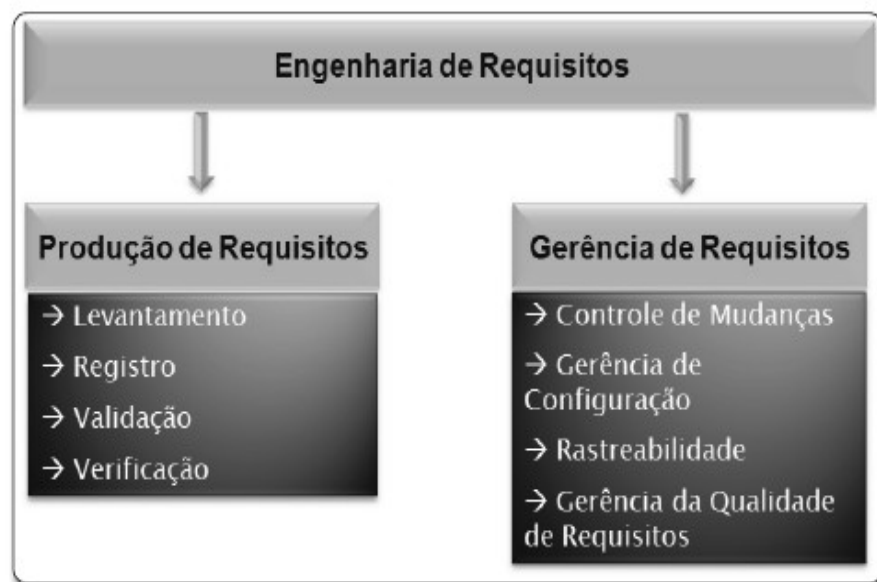 Engenharia de Requisitos
Produção de Requisitos
→ Levantamento
→ Registro
→ Validação
→ Verificação
Gerência de Requisitos
→ Controle de Mudanças
→ Gerência de
Configuração
→ Rastreabilidade
→ Gerência da Qualidade
de Requisitos